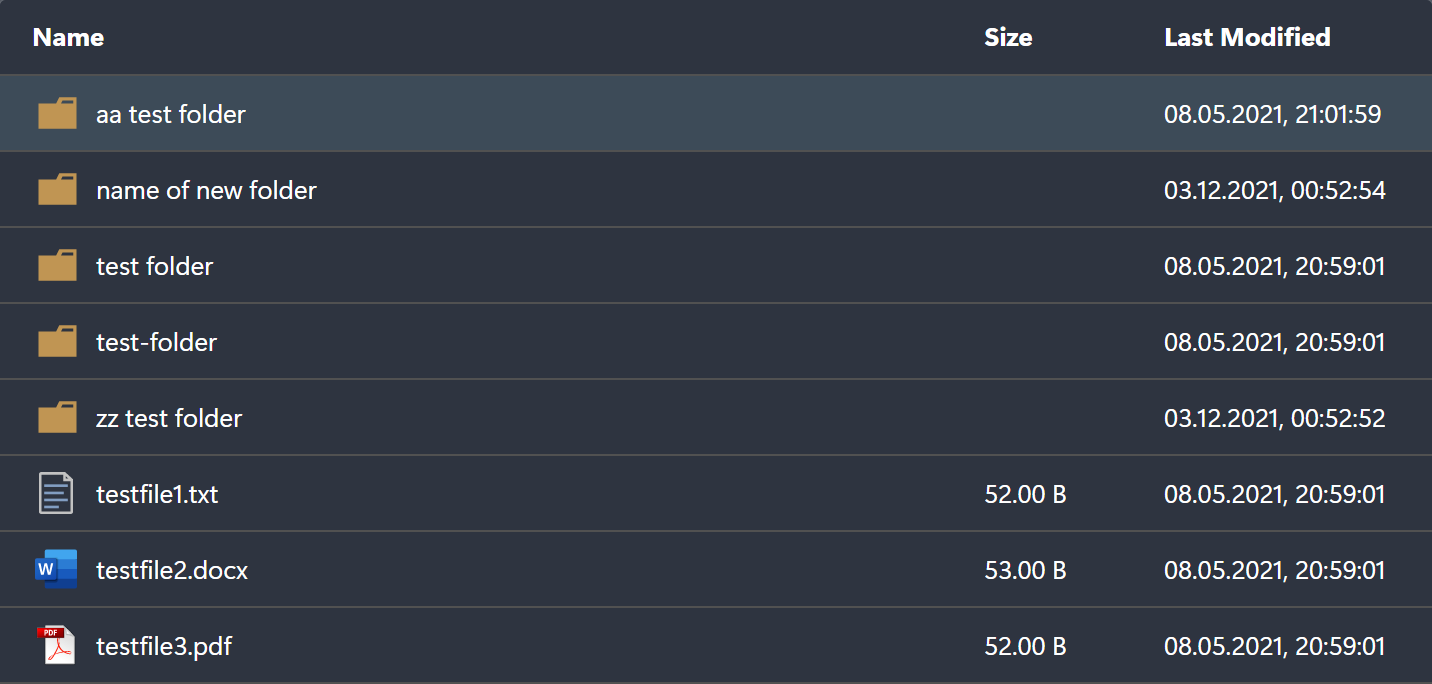 Name Size Last Modified
aa test folder 08.05.2021, 21:01:59
name of new folder 03.12.2021, 00:52:54
test folder 08.05.2021, 20:59:01
test-folder 08.05.2021, 20:59:01
zz test folder 03.12.2021, 00:52:52
testfile1.txt 52.00 B 08.05.2021, 20:59:01
W testfile2.docx 53.00 B 08.05.2021, 20:59:01
PDF testfile3.pdf 52.00 B 08.05.2021, 20:59:01